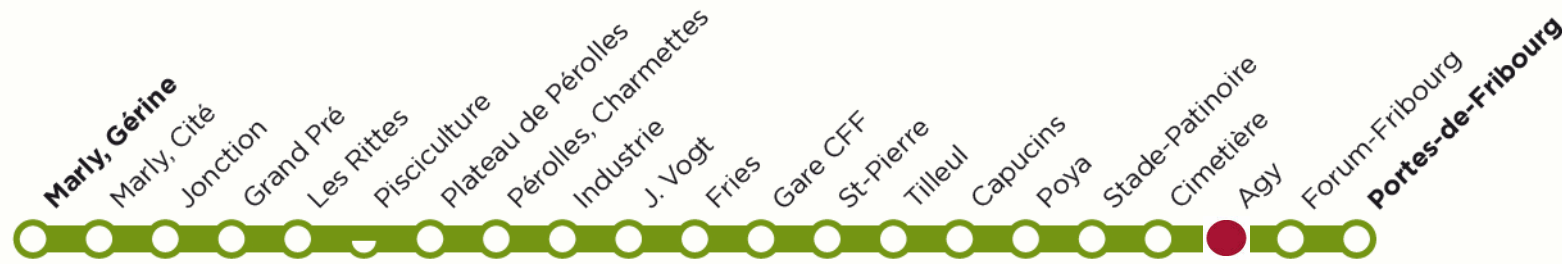 Marly, Gérine
Marly, Cité
Jonction
Grand Pré
Les Rittes
Pisciculture
Plateau de Pérolles
Pérolles, Charmettes
Industrie
J. Vogt
Fries
Gare CFF
St-Pierre
Tilleul
Capucins
Poya
Stade-Patinoire
Cimetière
Agy
Forum-Fribourg
Portes-de-Fribourg